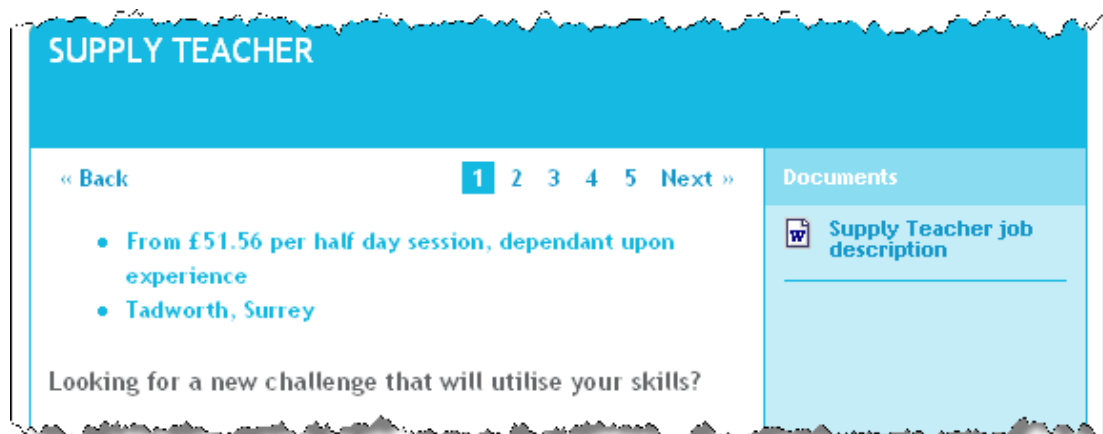 SUPPLY TEACHER
« Back
1 2 3 4 5 Next »
• From £51.56 per half day session, dependant upon
experience
• Tadworth, Surrey
Looking for a new challenge that will utilise your skills?
Documents
W
Supply Teacher job
description